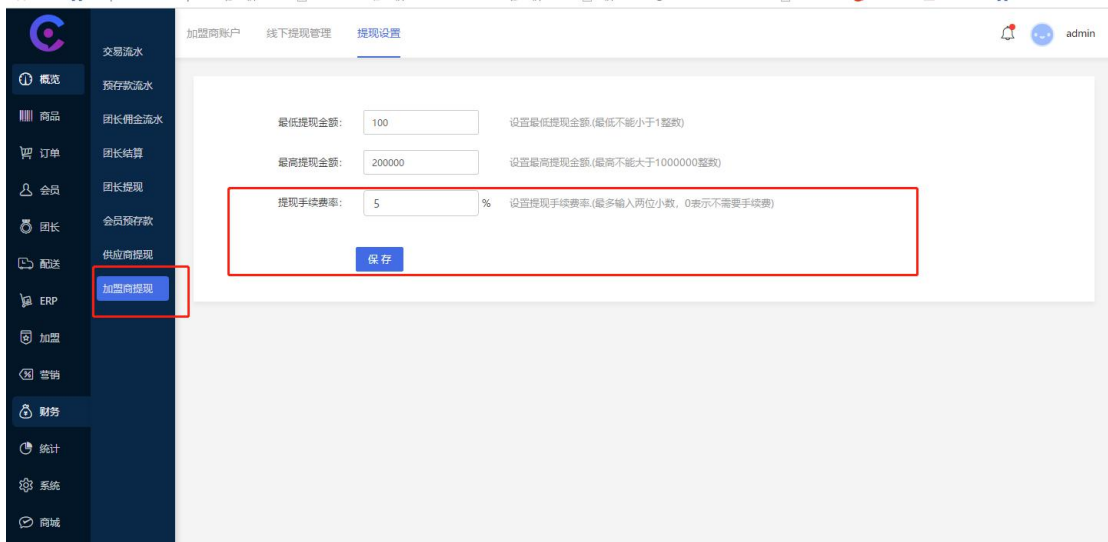 加盟商账户 线下提现管理 提现设置 admin
概览
商品
订单
会员
团长
配送
ERP
加盟
营销
财务
统计
系统
商城
交易流水
预存款流水
团长佣金流水
团长结算
团长提现
会员预存款
供应商提现
加盟商提现
最低提现金额: 100 设置最低提现金额.(最低不能小于1整数)
最高提现金额: 200000 设置最高提现金额.(最高不能大于1000000整数)
提现手续费率: 5 % 设置提现手续费率.(最多输入两位小数，0表示不需要手续费)
保存